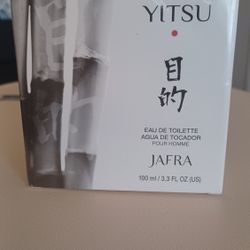 YITSU
目
的
EAU DE TOILETTE
AGUA DE TOCADOR
POUR HOMME
JAFRA
100 ml / 3.3 FL OZ (US)